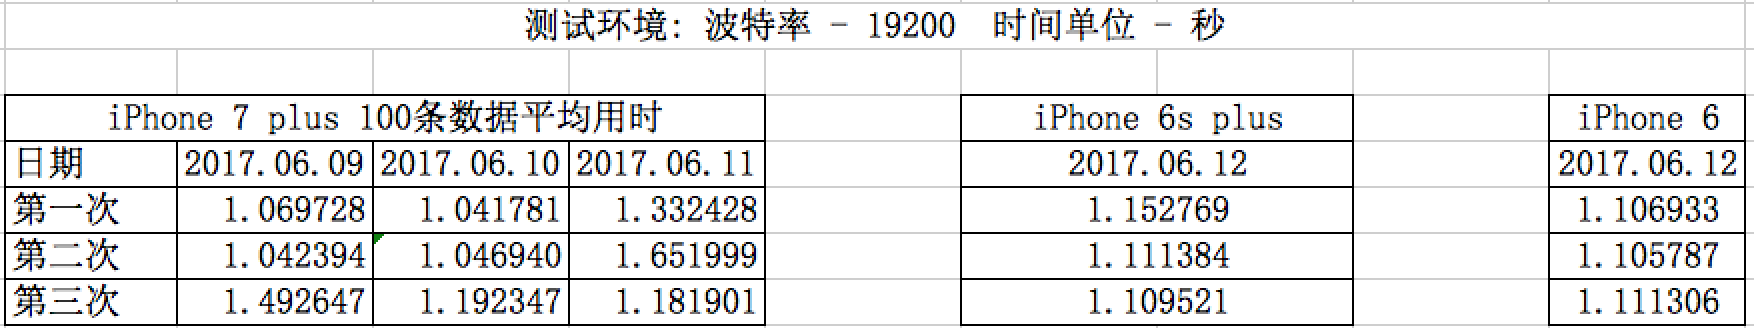 测试环境：波特率 - 19200 时间单位 - 秒
iPhone 7 plus 100条数据平均用时 iPhone 6s plus iPhone 6
日期 2017.06.09 2017.06.10 2017.06.11 2017.06.12 2017.06.12
第一次 1.069728 1.041781 1.332428 1.152769 1.106933
第二次 1.042394 1.046940 1.651999 1.111384 1.105787
第三次 1.492647 1.192347 1.181901 1.109521 1.111306